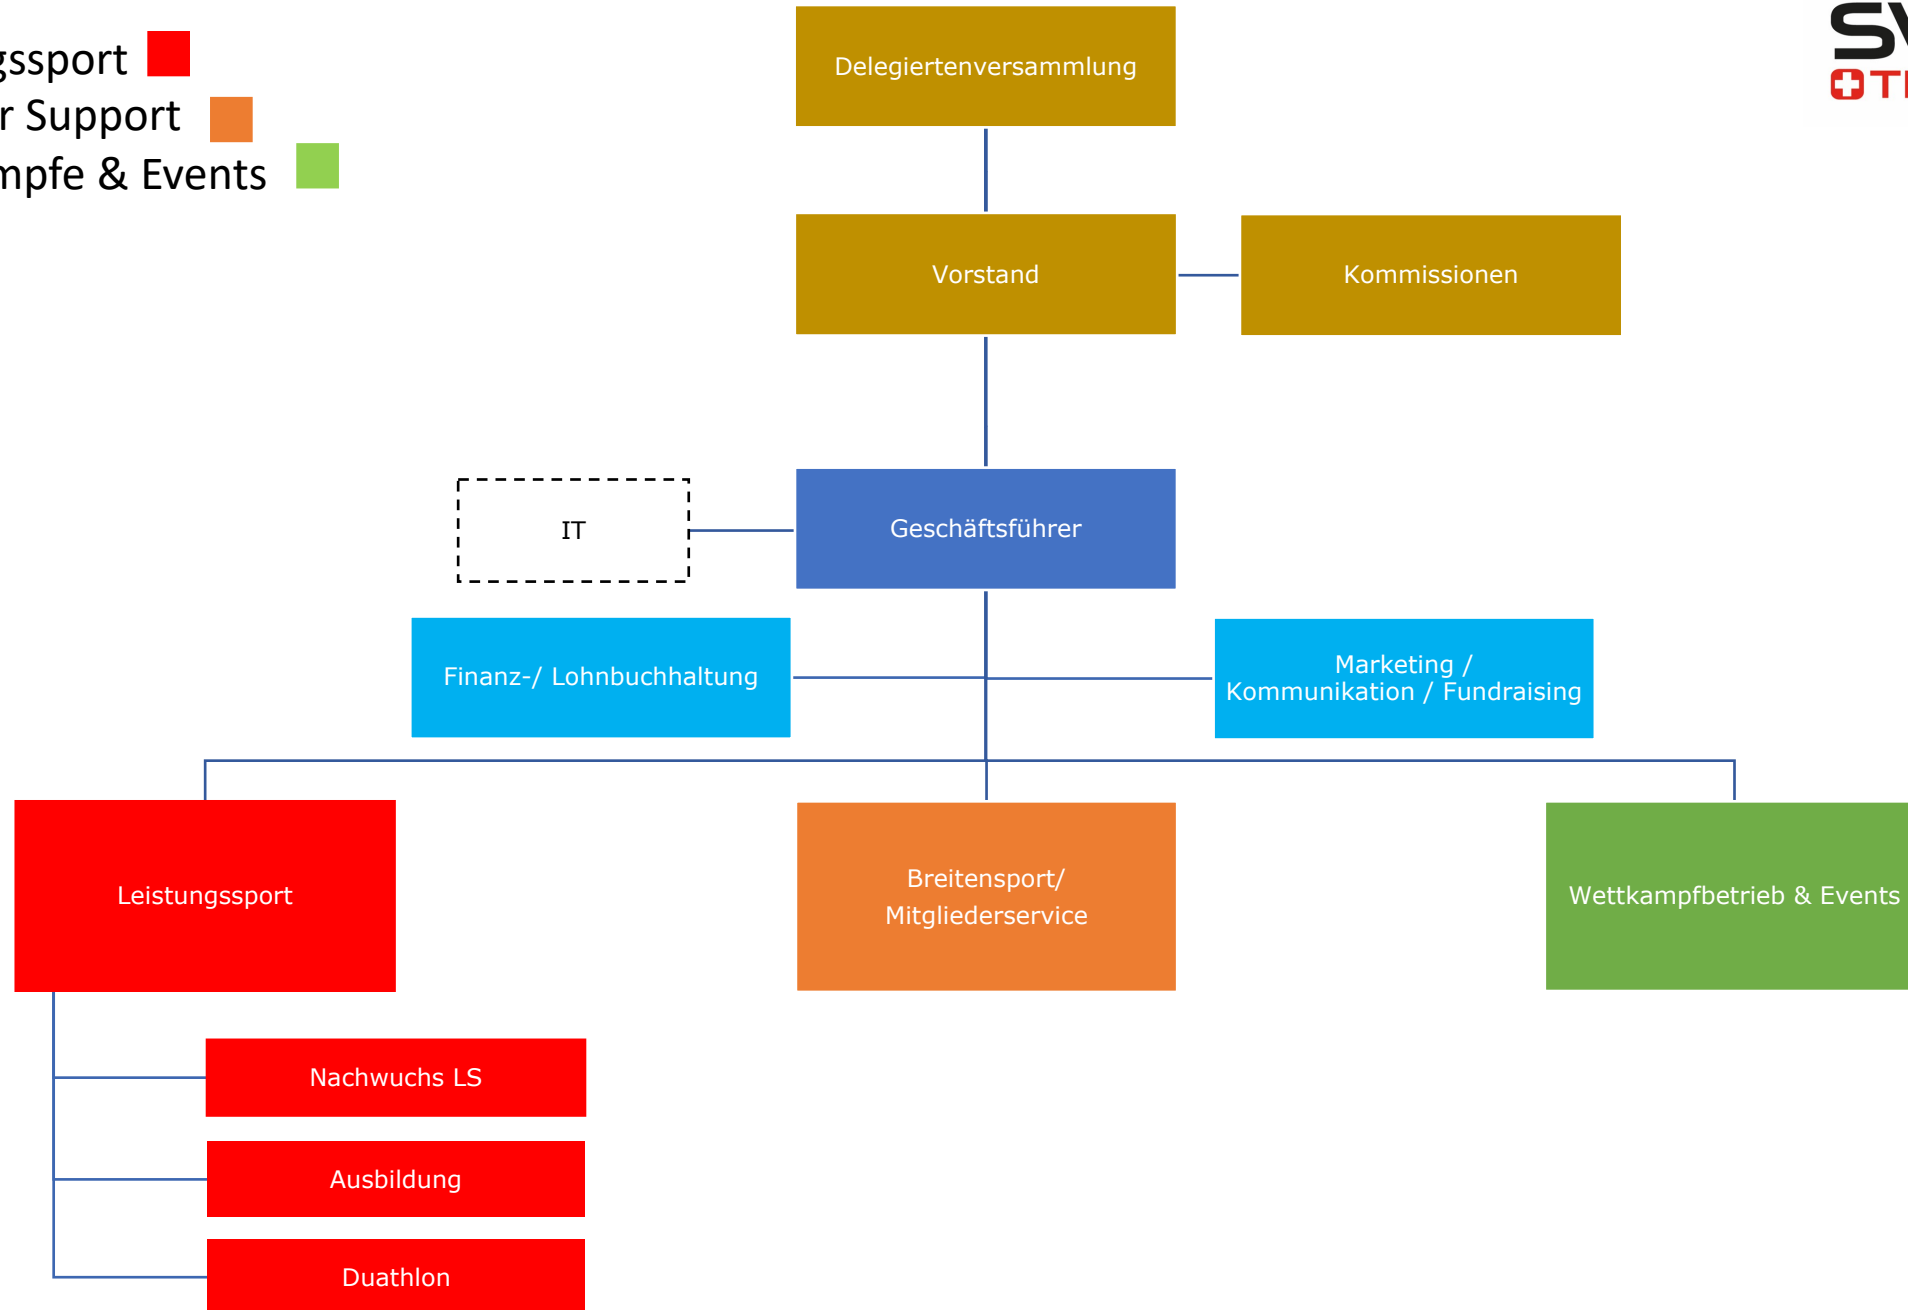 gssport
r Support
mpfe & Events
Delegiertenversammlung
Vorstand
Kommissionen
IT
Geschäftsführer
Finanz-/ Lohnbuchhaltung
Marketing /
Kommunikation / Fundraising
Leistungssport
Breitensport/
Mitgliederservice
Wettkampfbetrieb & Events
Nachwuchs LS
Ausbildung
Duathlon